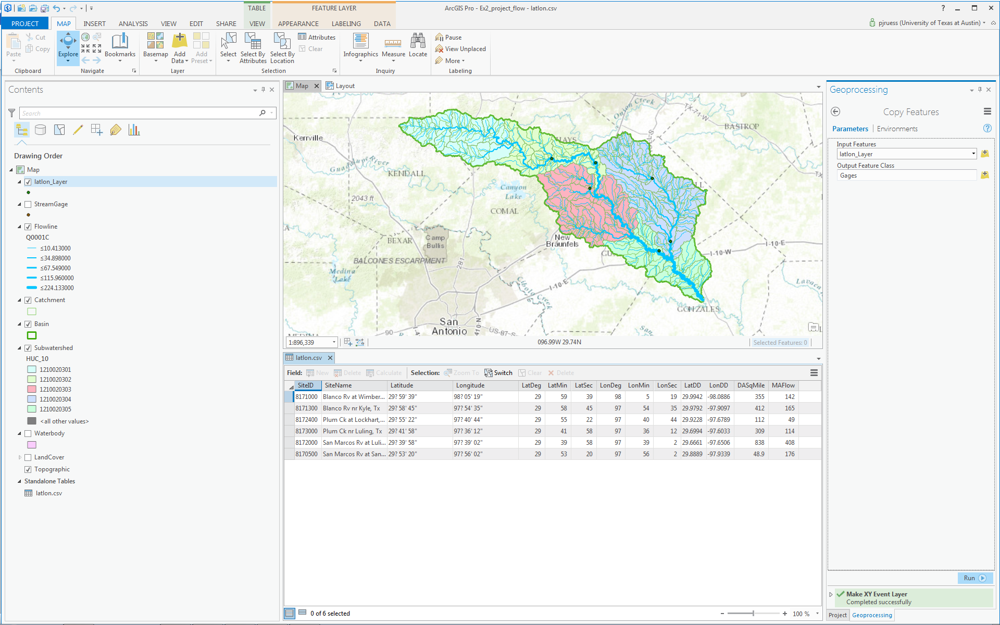 TABLE
FEATURE LAYER
ArcGIS Pro - Ex2_project_flow - latlon.csv
?
PROJECT
MAP
INSERT
ANALYSIS
VIEW
EDIT
SHARE
VIEW
APPEARANCE
LABELING
DATA
pjruess (University of Texas at Austin)
Paste
Cut
Copy
Clipboard
Explore
Bookmarks
Navigate
Basemap
Add Data
Add Preset
Layer
Select
Select By Attributes
Select By Location
Attributes
Clear
Selection
Infographics
Measure
Locate
Inquiry
Pause
View Unplaced
More
Labeling
Contents
Search
Drawing Order
Map
latlon_Layer
StreamGage
Flowline
Q0001C
≤10.413000
≤34.898000
≤67.549000
≤115.960000
≤224.133000
Catchment
Basin
Subwatershed
HUC_10
1210020301
1210020302
1210020303
1210020304
1210020305
<all other values>
Waterbody
LandCover
Topographic
Standalone Tables
latlon.csv
Map
Layout
Onion Creek
TX-71-W
BASTROP
HAYS
Kerrville
Guadalupe River
KENDALL
Canyon Lake
2043 ft
COMAL
Camp Bullis
BEXAR
New Braunfels
BALCONES ESCARPMENT
281
Medina Lake
I-10-E
I-10-W
I-10-E
Cibolo Creek
Lavaca
GONZALES
San Antonio
410-N
US-87-S
90
San
1:896,339
096.99W 29.74N
Selected Features: 0
latlon.csv
Field: New Delete Calculate Selection: Zoom To Switch Clear Delete
SiteID SiteName Latitude Longitude LatDeg LatMin LatSec LonDeg LonMin LonSec LatDD LonDD DASqMile MAFlow
8171000 Blanco Rv at Wimber... 29? 59' 39" 98? 05' 19" 29 59 39 98 5 19 29.9942 -98.0886 355 142
8171300 Blanco Rv nr Kyle, Tx 29? 58' 45" 97? 54' 35" 29 58 45 97 54 35 29.9792 -97.9097 412 165
8172400 Plum Ck at Lockhart,... 29? 55' 22" 97? 40' 44" 29 55 22 97 40 44 29.9228 -97.6789 112 49
8173000 Plum Ck nr Luling, Tx 29? 41' 58" 97? 36' 12" 29 41 58 97 36 12 29.6994 -97.6033 309 114
8172000 San Marcos Rv at Luli... 29? 39' 58" 97? 39' 02" 29 39 58 97 39 2 29.6661 -97.6506 838 408
8170500 San Marcos Rv at San... 29? 53' 20" 97? 56' 02" 29 53 20 97 56 2 29.8889 -97.9339 48.9 176
0 of 6 selected
100 %
Geoprocessing
Copy Features
Parameters
Environments
?
Input Features
latlon_Layer
Output Feature Class
Gages
Run
Make XY Event Layer
Completed successfully
Project
Geoprocessing